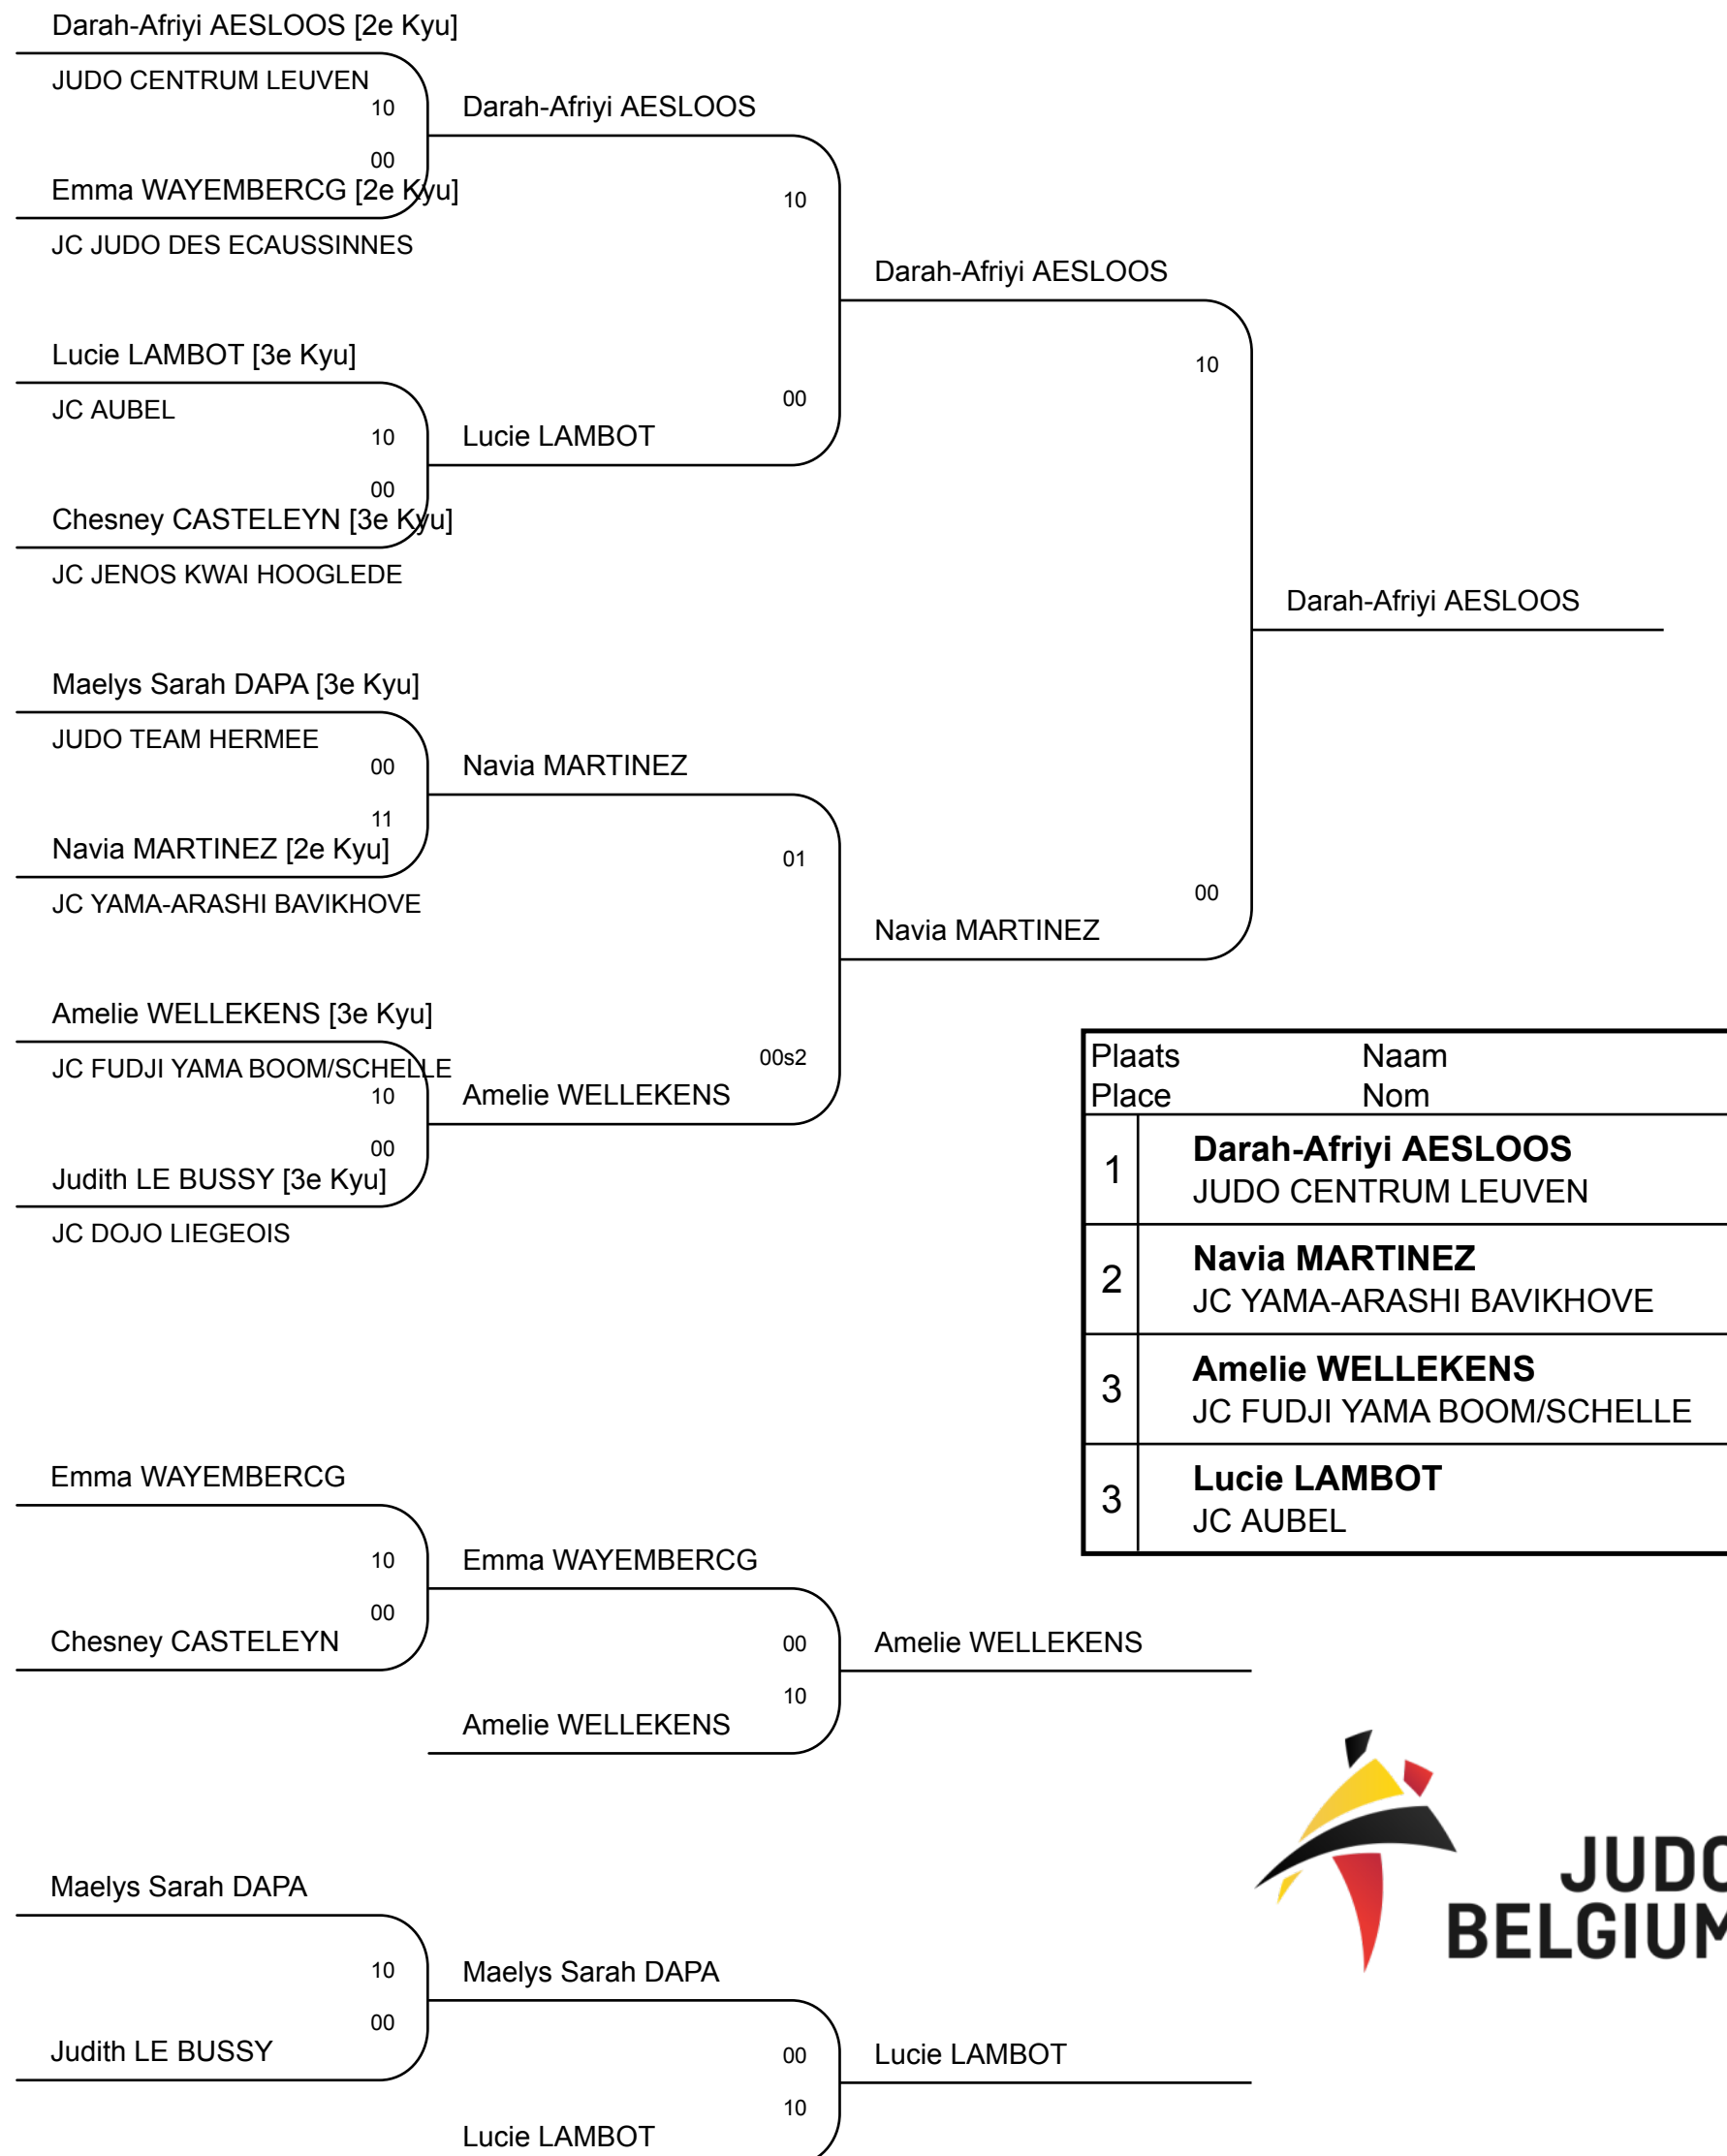 Darah-Afriyi AESLOOS [2e Kyu]
JUDO CENTRUM LEUVEN
10
Darah-Afriyi AESLOOS
00
Emma WAYEMBERCG [2e Kyu]
10
JC JUDO DES ECAUSSINNES
Darah-Afriyi AESLOOS
Lucie LAMBOT [3e Kyu]
10
JC AUBEL
00
10
Lucie LAMBOT
00
Chesney CASTELEYN [3e Kyu]
JC JENOS KWAI HOOGLEDE
Darah-Afriyi AESLOOS
Maelys Sarah DAPA [3e Kyu]
JUDO TEAM HERMEE
00
Navia MARTINEZ
11
Navia MARTINEZ [2e Kyu]
01
JC YAMA-ARASHI BAVIKHOVE
00
Navia MARTINEZ
Amelie WELLEKENS [3e Kyu]
JC FUDJI YAMA BOOM/SCHELLE
00s2
10
Amelie WELLEKENS
00
Judith LE BUSSY [3e Kyu]
JC DOJO LIEGEOIS
Plaats Naam
Place Nom
1 Darah-Afriyi AESLOOS
JUDO CENTRUM LEUVEN
2 Navia MARTINEZ
JC YAMA-ARASHI BAVIKHOVE
3 Amelie WELLEKENS
JC FUDJI YAMA BOOM/SCHELLE
3 Lucie LAMBOT
JC AUBEL
Emma WAYEMBERCG
10
Emma WAYEMBERCG
00
Chesney CASTELEYN
00
Amelie WELLEKENS
10
Amelie WELLEKENS
JUDO
BELGIUM
Maelys Sarah DAPA
10
Maelys Sarah DAPA
00
Judith LE BUSSY
00
Lucie LAMBOT
10
Lucie LAMBOT